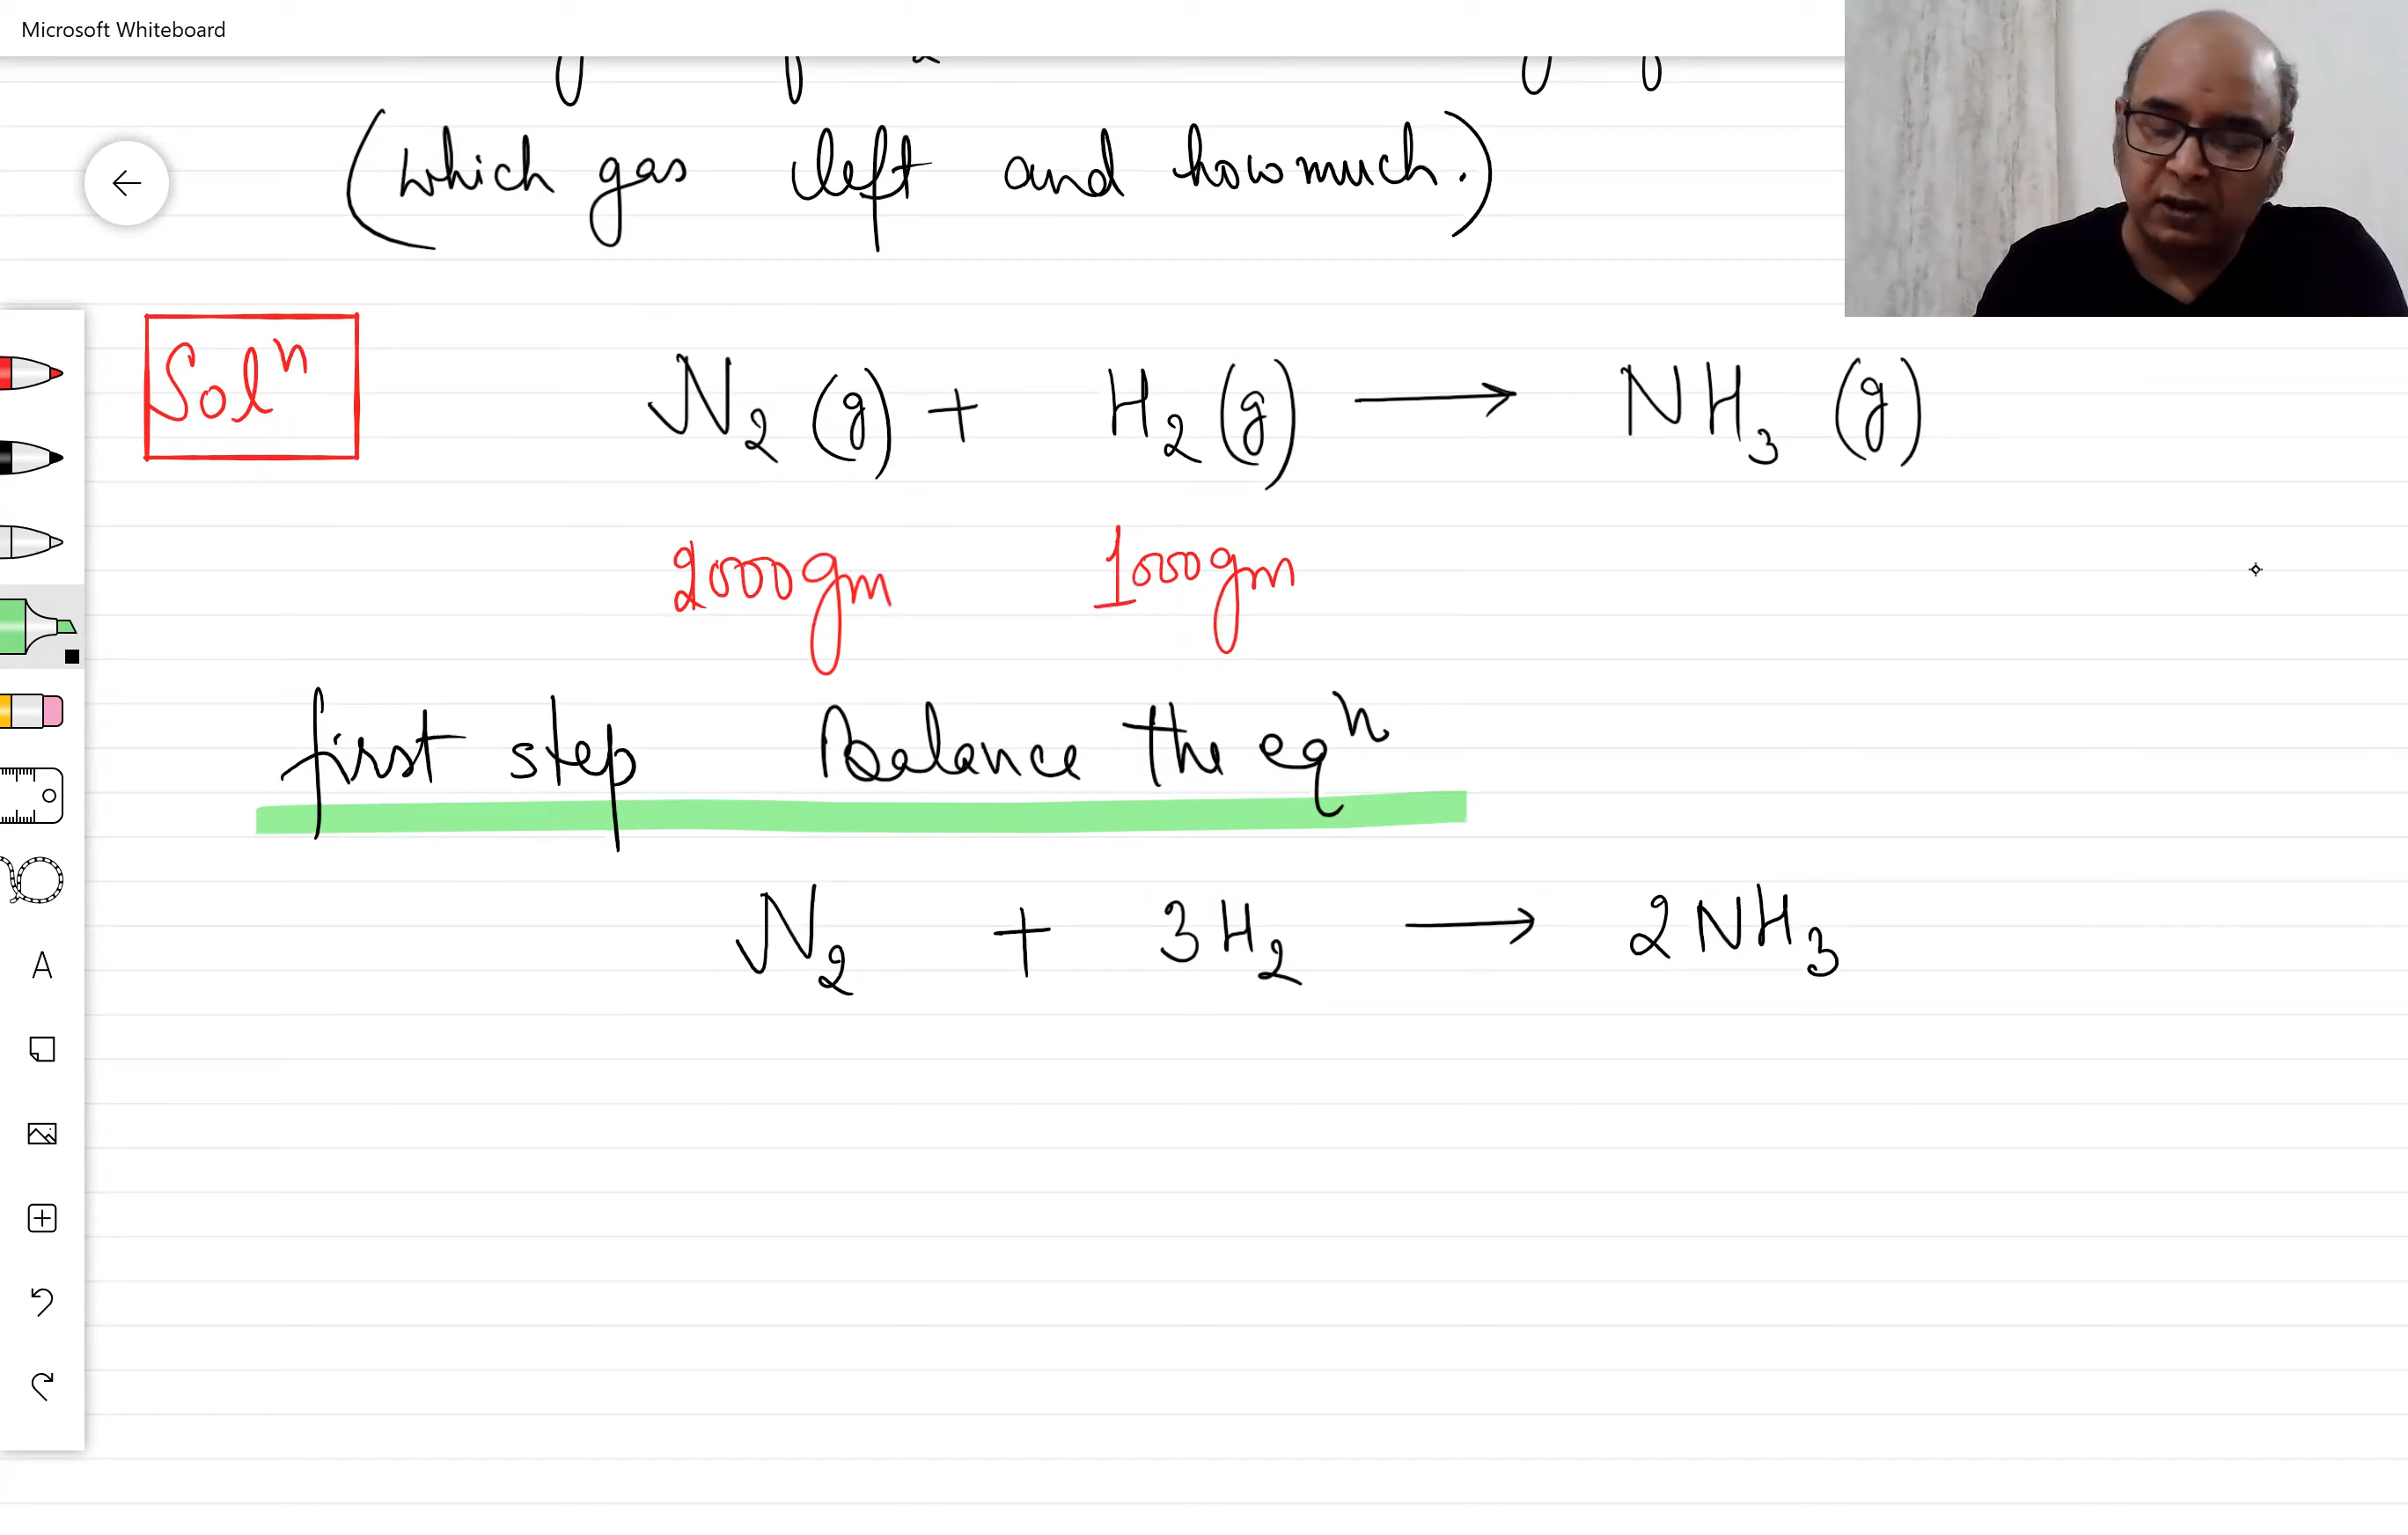 Microsoft Whiteboard
(which gas left and how much.)
Solⁿ
N₂ (g) + H₂ (g) ⟶ NH₃ (g)
2000gm 1000gm
first step Balance the eqⁿ
N₂ + 3H₂ ⟶ 2NH₃
A